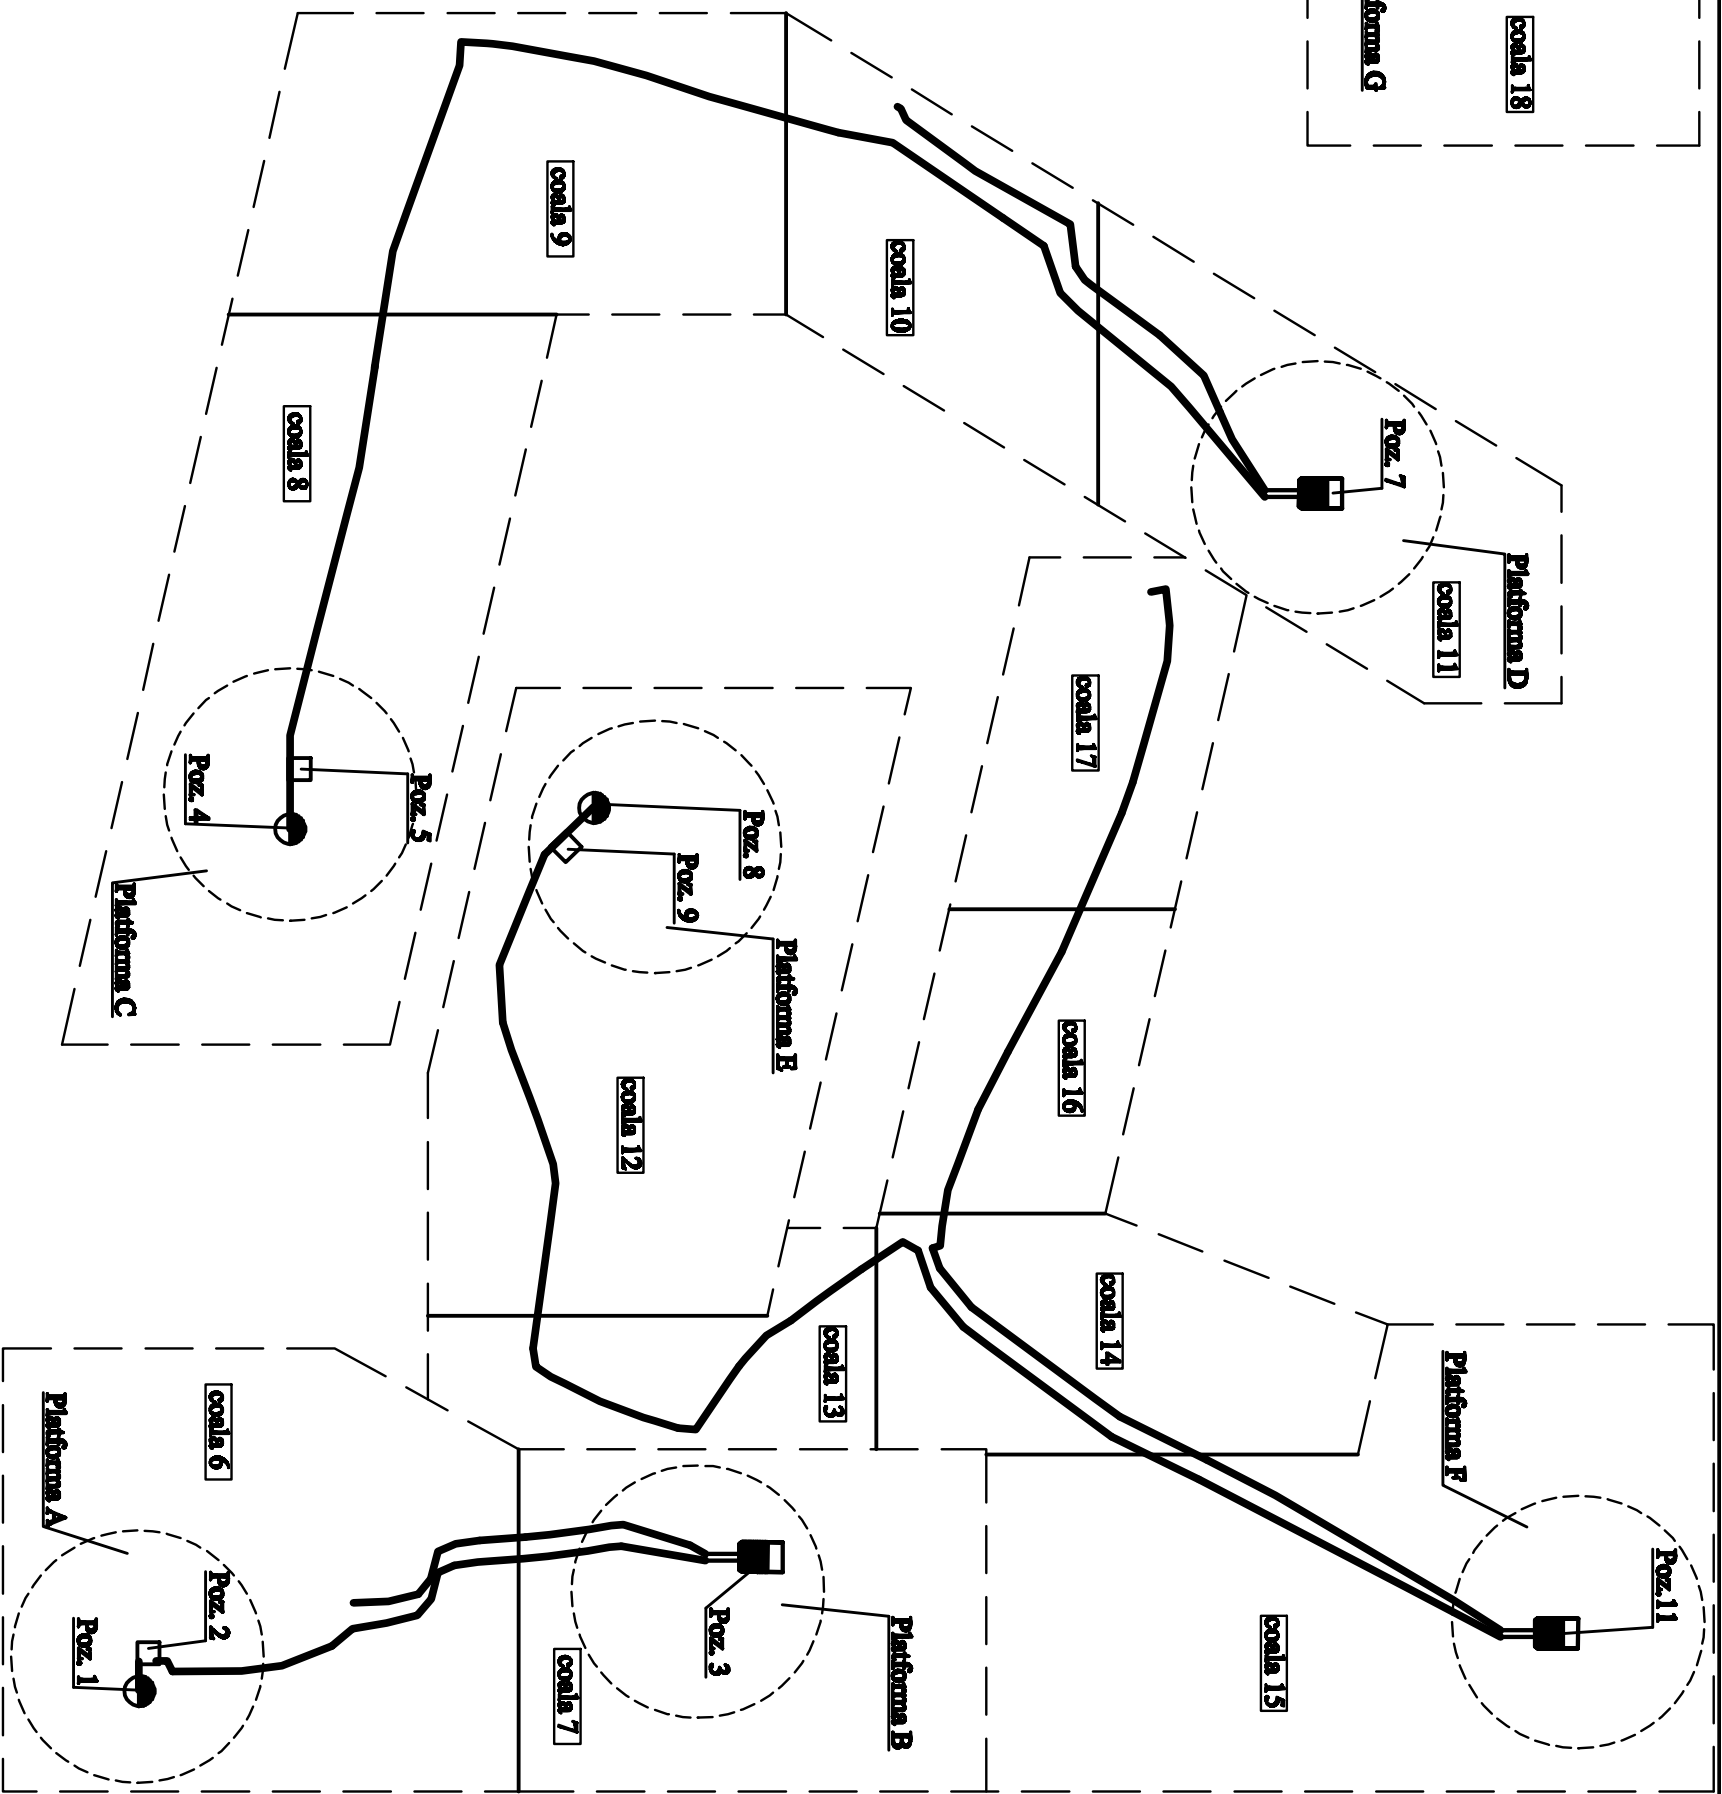 coala 18
forma G
Poz. 7
Platforma D
coala 11
coala 10
coala 9
coala 8
coala 17
Poz. 5
Poz. 4
Platforma C
Poz. 8
Poz. 9
Platforma E
coala 16
coala 12
coala 14
coala 13
Platforma F
Poz.11
coala 15
coala 6
Platforma A
Poz. 2
Poz. 1
Poz. 3
Platforma B
coala 7